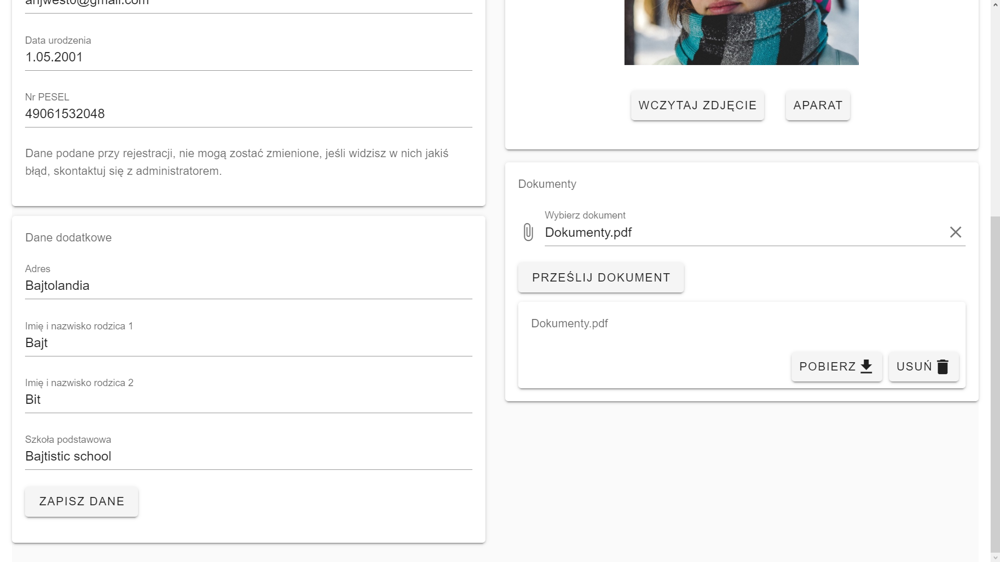 Data urodzenia
1.05.2001
Nr PESEL
49061532048
Dane podane przy rejestracji, nie mogą zostać zmienione, jeśli widzisz w nich jakiś
błąd, skontaktuj się z administratorem.
Dane dodatkowe
Adres
Bajtolandia
Imię i nazwisko rodzica 1
Bajt
Imię i nazwisko rodzica 2
Bit
Szkoła podstawowa
Bajtistic school
ZAPISZ DANE
WCZYTAJ ZDJĘCIE
APARAT
Dokumenty
Wybierz dokument
Dokumenty.pdf
PRZEŚLIJ DOKUMENT
Dokumenty.pdf
POBIERZ
USUŃ